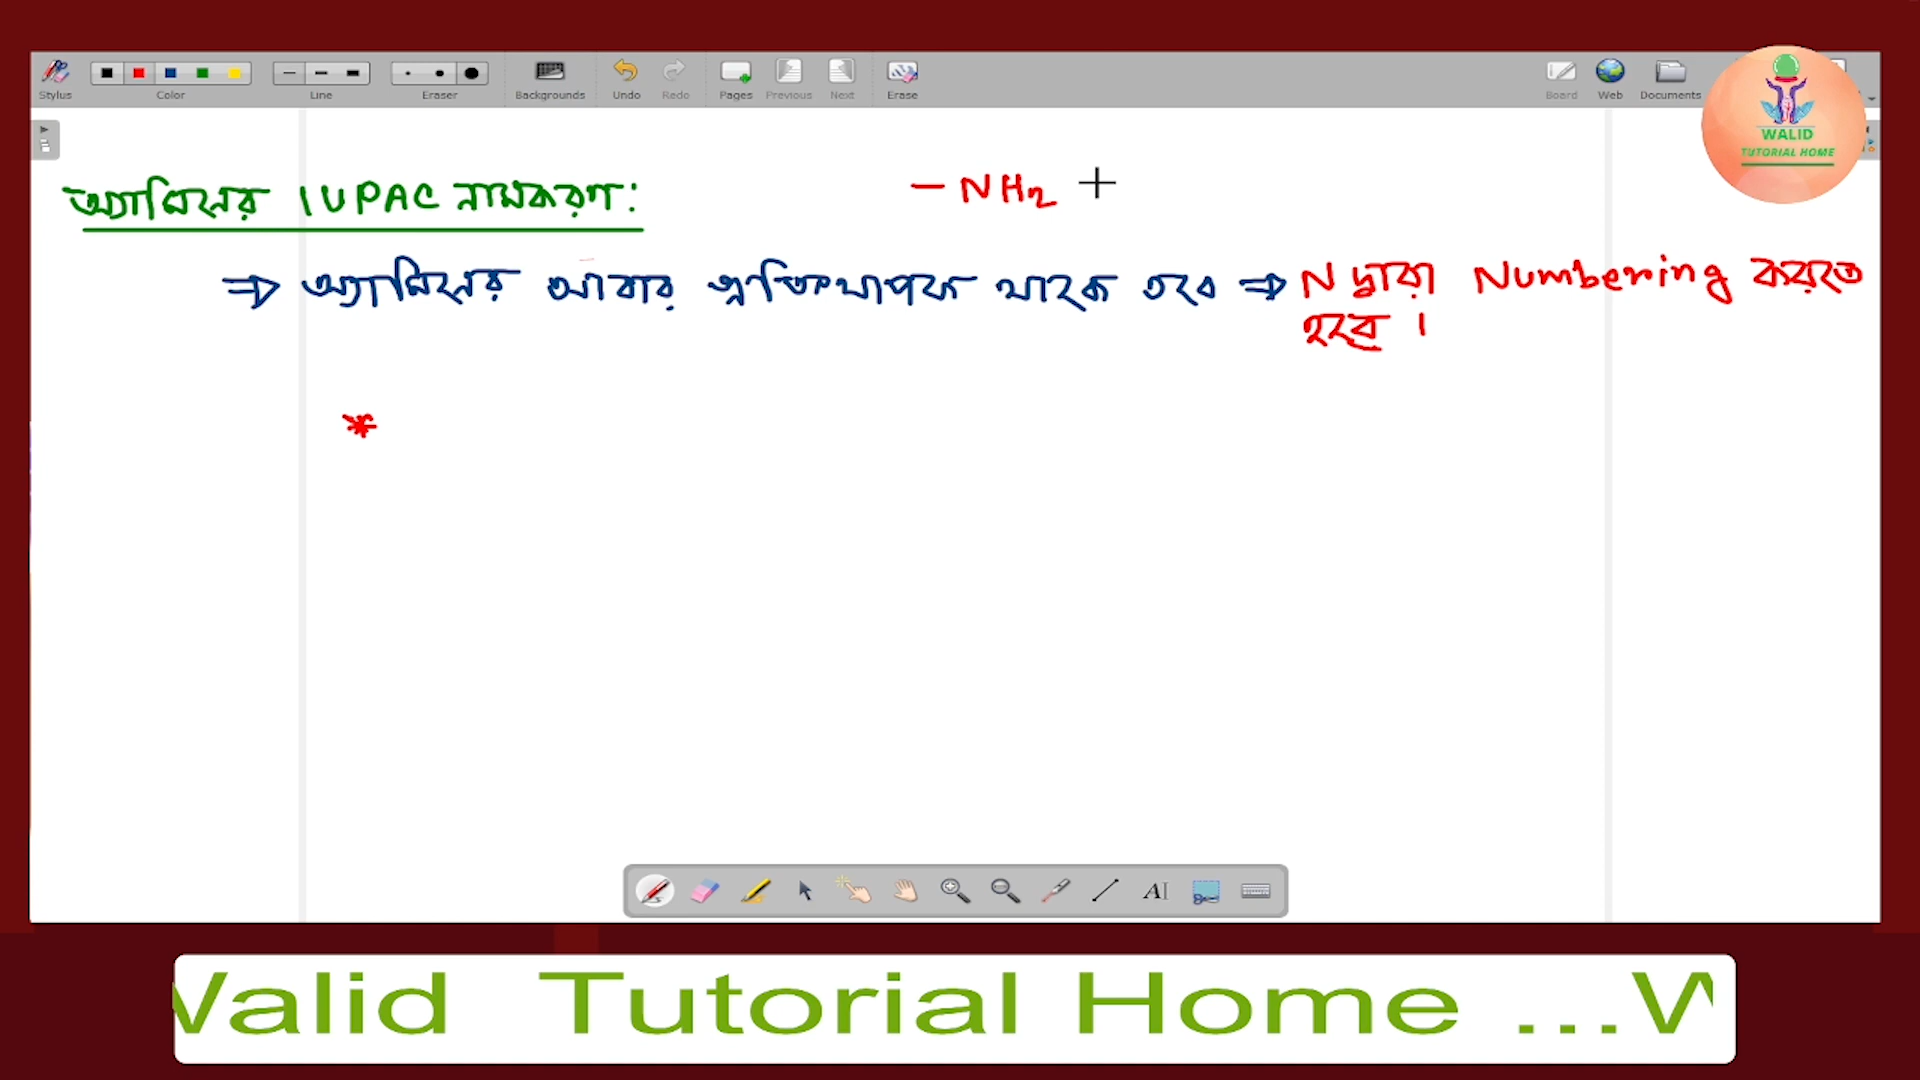 Stylus
Color
Line
Eraser
Backgrounds
Undo
Redo
Pages
Previous
Next
Erase
Board
Web
Documents
WALID
TUTORIAL HOME
অ্যামিনের IUPAC নামকরণ:
– NH2
⇒ অ্যামিনের আবার প্রতিস্থাপক থাকে তবে ⇒ N দ্বারা Numbering করতে
হবে ।
*
Valid Tutorial Home ...V